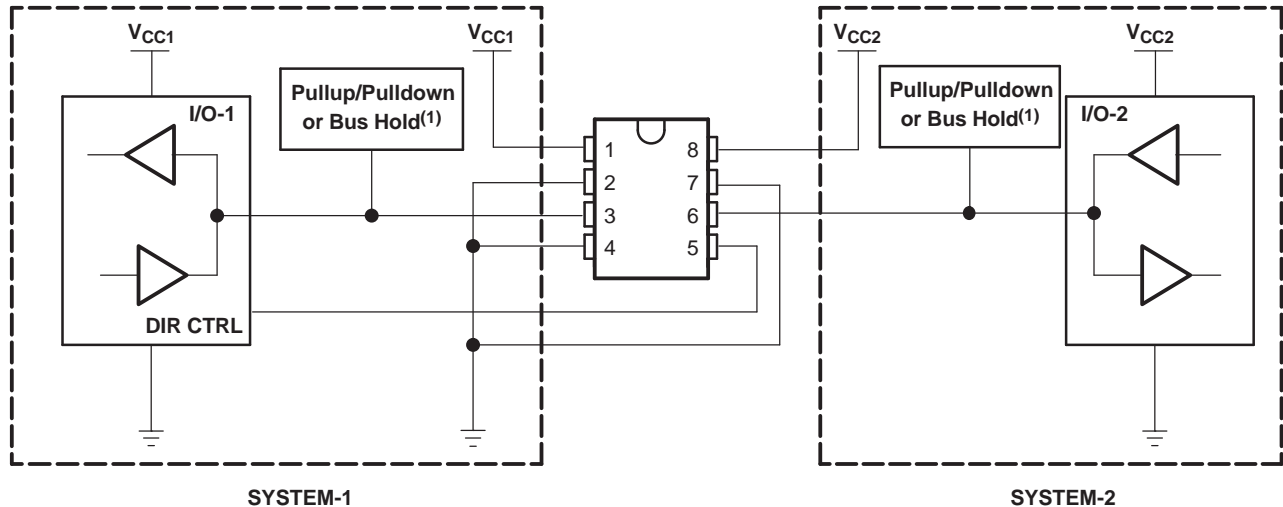 VCC1
VCC1
VCC2
VCC2
I/O-1
Pullup/Pulldown
or Bus Hold(1)
Pullup/Pulldown
or Bus Hold(1)
I/O-2
1
8
2
7
3
6
4
5
DIR CTRL
SYSTEM-1
SYSTEM-2